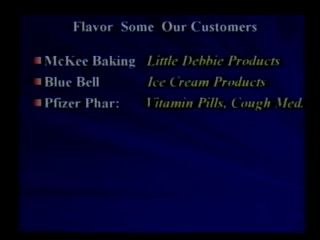 Flavor Some Our Customers
McKee Baking Little Debbie Products
Blue Bell Ice Cream Products
Pfizer Phar: Vitamin Pills, Cough Med.